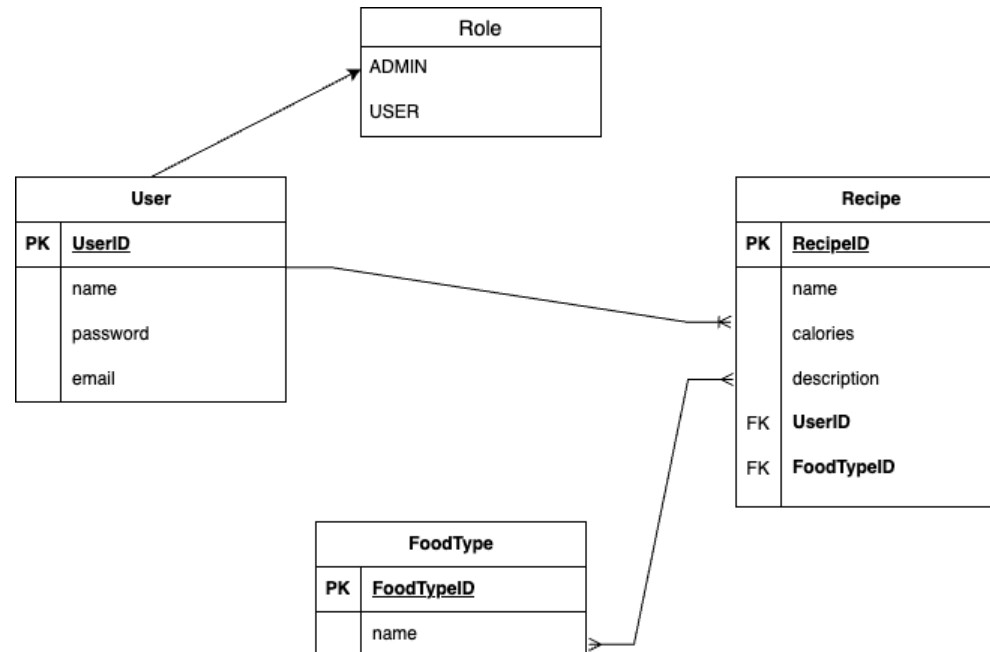 Role
ADMIN
USER
User
PK UserID
name
password
email
Recipe
PK RecipeID
name
calories
description
FK UserID
FK FoodTypeID
FoodType
PK FoodTypeID
name